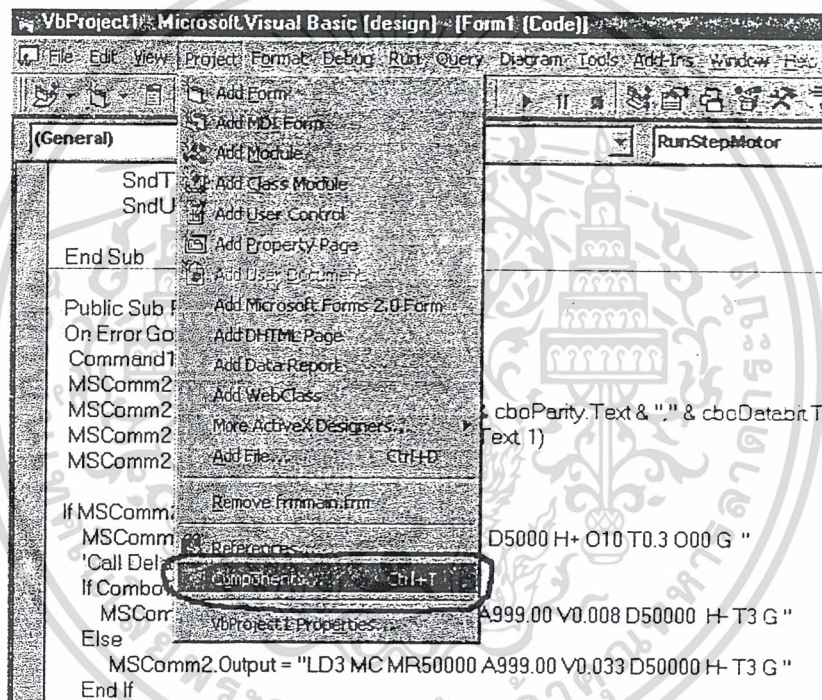 VbProject1 - Microsoft Visual Basic [design] - [Form1 (Code)]
File Edit View Project Format Debug Run Query Diagram Tools Add-Ins Window
(General) RunStepMotor
Add Form
Add MDI Form
Add Module
Add Class Module
Add User Control
Add Property Page
Add User Document
Add Microsoft Forms 2.0 Form
Add DHTML Page
Add Data Report
Add WebClass
More ActiveX Designers...
Add File... Ctrl+D
Remove frmmain.frm
References...
Components... Ctrl+T
VbProject1 Properties...
SndT
SndU
End Sub
Public Sub
On Error Go
Command1
MSComm2
MSComm2 & cboParity.Text & "," & cboDatabit.T
MSComm2 Text, 1)
MSComm2
If MSComm
MSComm D5000 H+ O10 T0.3 O00 G "
'Call Del
If Combo
MSCom A999.00 V0.008 D50000 H- T3 G "
Else
MSComm2.Output = "LD3 MC MR50000 A999.00 V0.033 D50000 H- T3 G "
End If